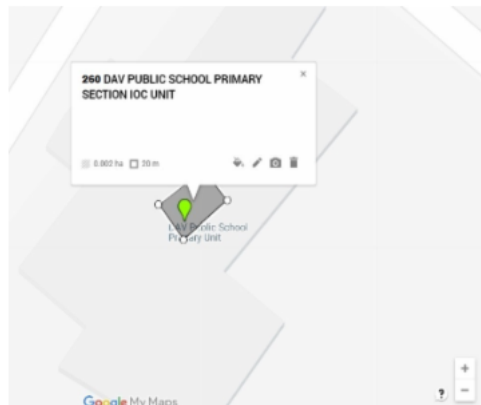 260 DAV PUBLIC SCHOOL PRIMARY
SECTION IOC UNIT
×
0.002 ha 20 m
DAV Public School
Primary Unit
+
? −
Google My Maps